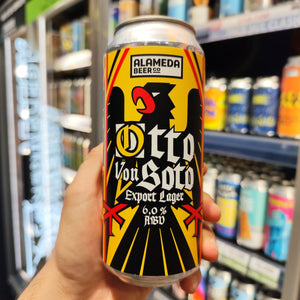 ALAMEDA
BEER CO
Otto
Von Soto
Export Lager
6.0%
ABV